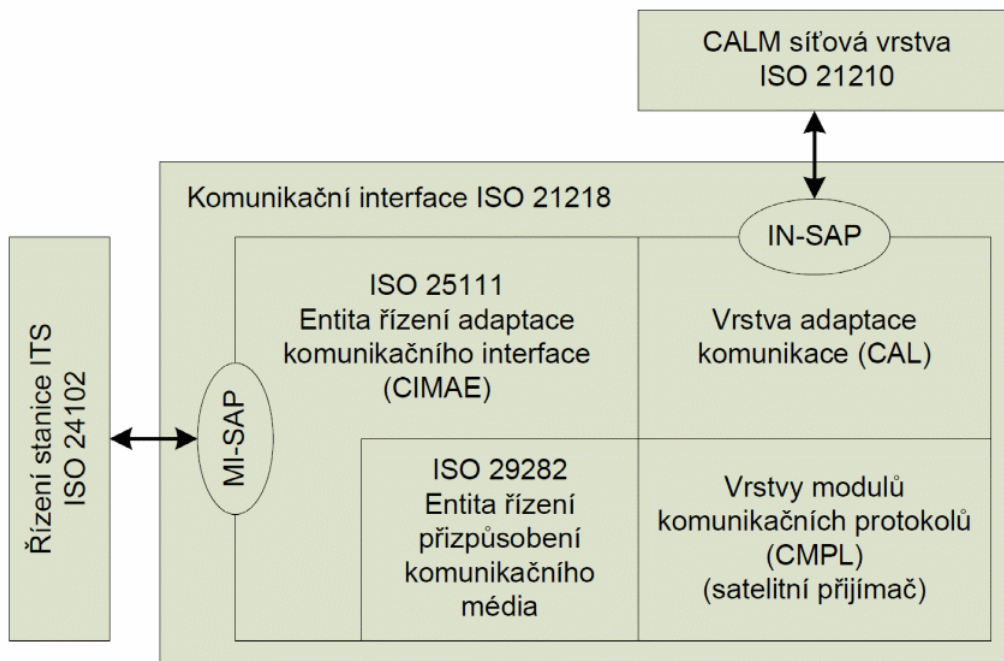 CALM síťová vrstva
ISO 21210
Komunikační interface ISO 21218
IN-SAP
Řízení stanice ITS
ISO 24102
MI-SAP
ISO 25111
Entita řízení adaptace
komunikačního interface
(CIMAE)
Vrstva adaptace
komunikace (CAL)
ISO 29282
Entita řízení
přizpůsobení
komunikačního
média
Vrstvy modulů
komunikačních protokolů
(CMPL)
(satelitní přijímač)